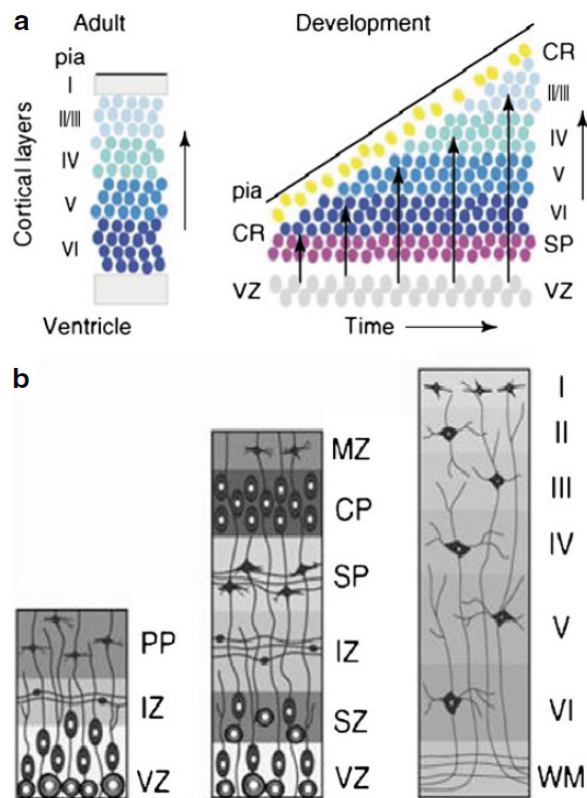 a
Adult
Development
pia
I
II/III
IV
V
VI
Cortical layers
Ventricle
pia
CR
VZ
CR
II/III
IV
V
VI
SP
VZ
Time
b
PP
IZ
VZ
MZ
CP
SP
IZ
SZ
VZ
I
II
III
IV
V
VI
WM